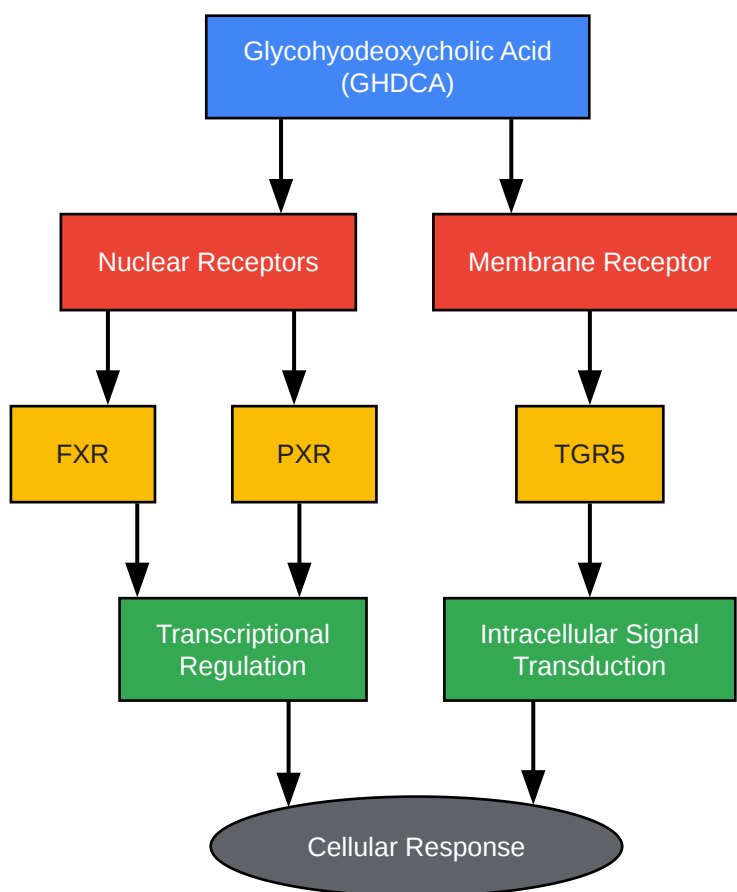 Glycohyodeoxycholic Acid
(GHDCA)
Nuclear Receptors
Membrane Receptor
FXR
PXR
TGR5
Transcriptional
Regulation
Intracellular Signal
Transduction
Cellular Response